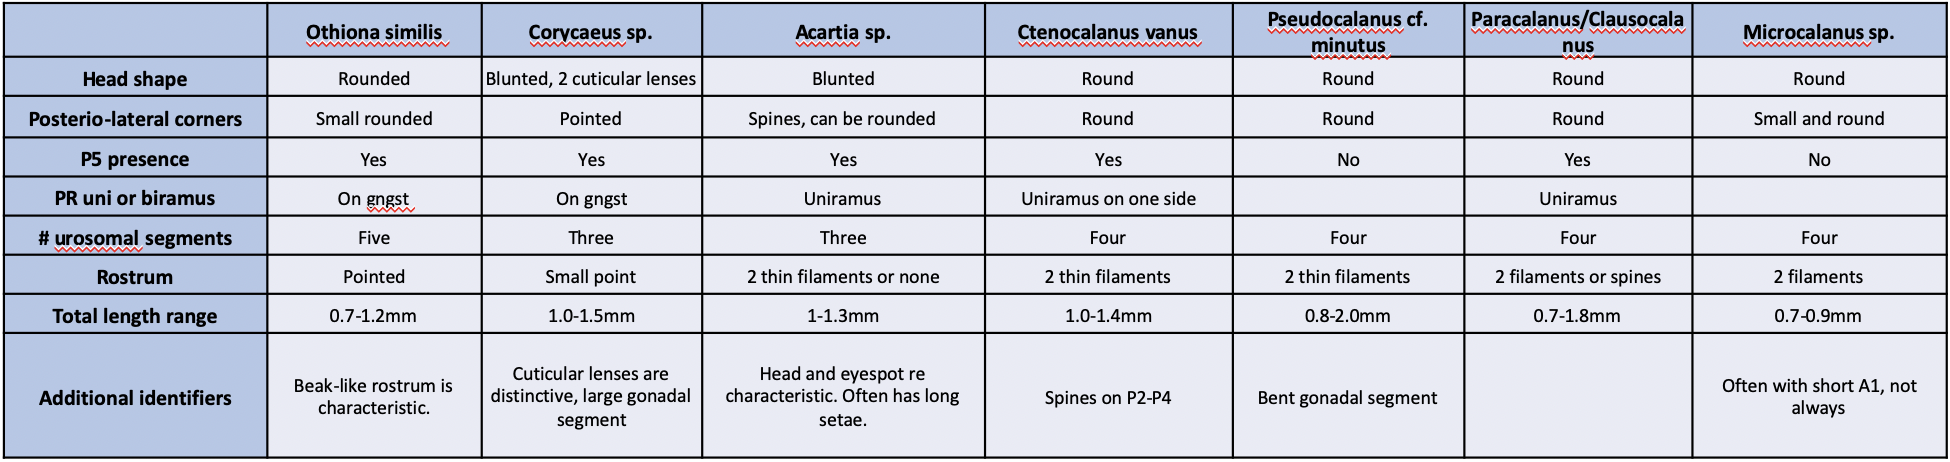 Othiona similis Corycaeus sp. Acartia sp. Ctenocalanus vanus Pseudocalanus cf. minutus Paracalanus/Clausocalanus Microcalanus sp.
Head shape Rounded Blunted, 2 cuticular lenses Blunted Round Round Round Round
Posterio-lateral corners Small rounded Pointed Spines, can be rounded Round Round Round Small and round
P5 presence Yes Yes Yes Yes No Yes No
PR uni or biramus On gngst On gngst Uniramus Uniramus on one side Uniramus
# urosomal segments Five Three Three Four Four Four Four
Rostrum Pointed Small point 2 thin filaments or none 2 thin filaments 2 thin filaments 2 filaments or spines 2 filaments
Total length range 0.7-1.2mm 1.0-1.5mm 1-1.3mm 1.0-1.4mm 0.8-2.0mm 0.7-1.8mm 0.7-0.9mm
Additional identifiers Beak-like rostrum is characteristic. Cuticular lenses are distinctive, large gonadal segment Head and eyespot re characteristic. Often has long setae. Spines on P2-P4 Bent gonadal segment Often with short A1, not always